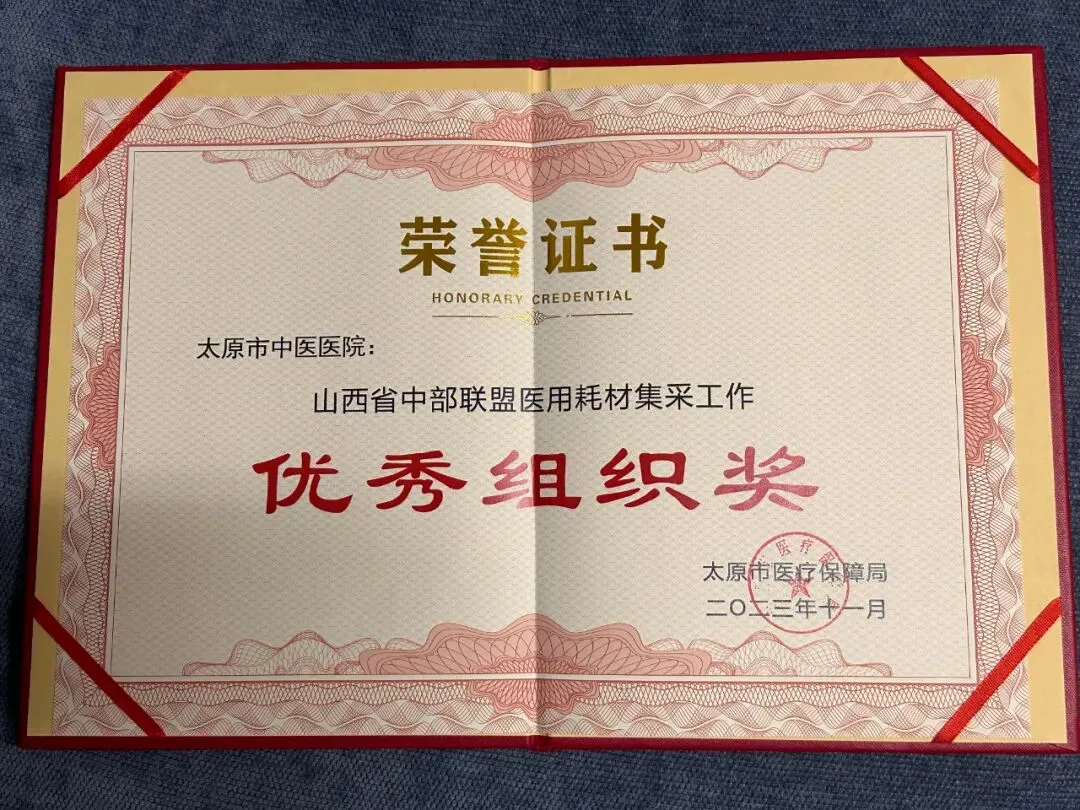 荣誉证书
HONORARY CREDENTIAL
太原市中医医院：
山西省中部联盟医用耗材集采工作
优秀组织奖
太原市医疗保障局
二〇二三年十一月